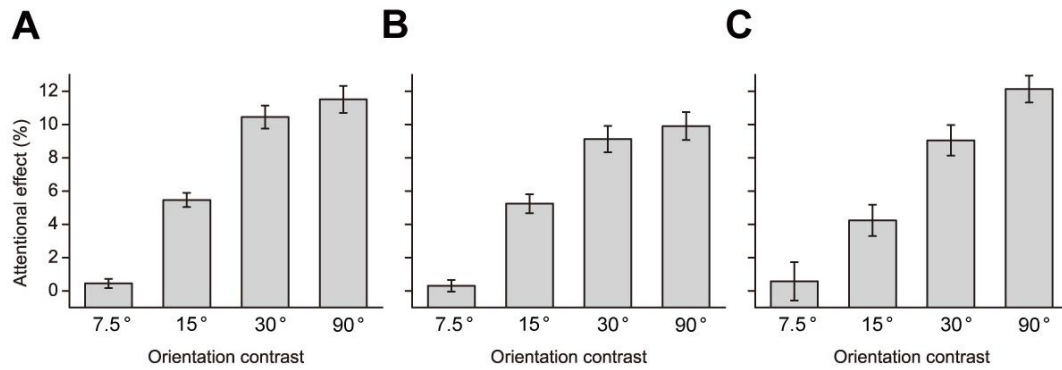 A B C
Attentional effect (%)
12
10
8
6
4
2
0
7.5° 15° 30° 90° 7.5° 15° 30° 90° 7.5° 15° 30° 90°
Orientation contrast Orientation contrast Orientation contrast